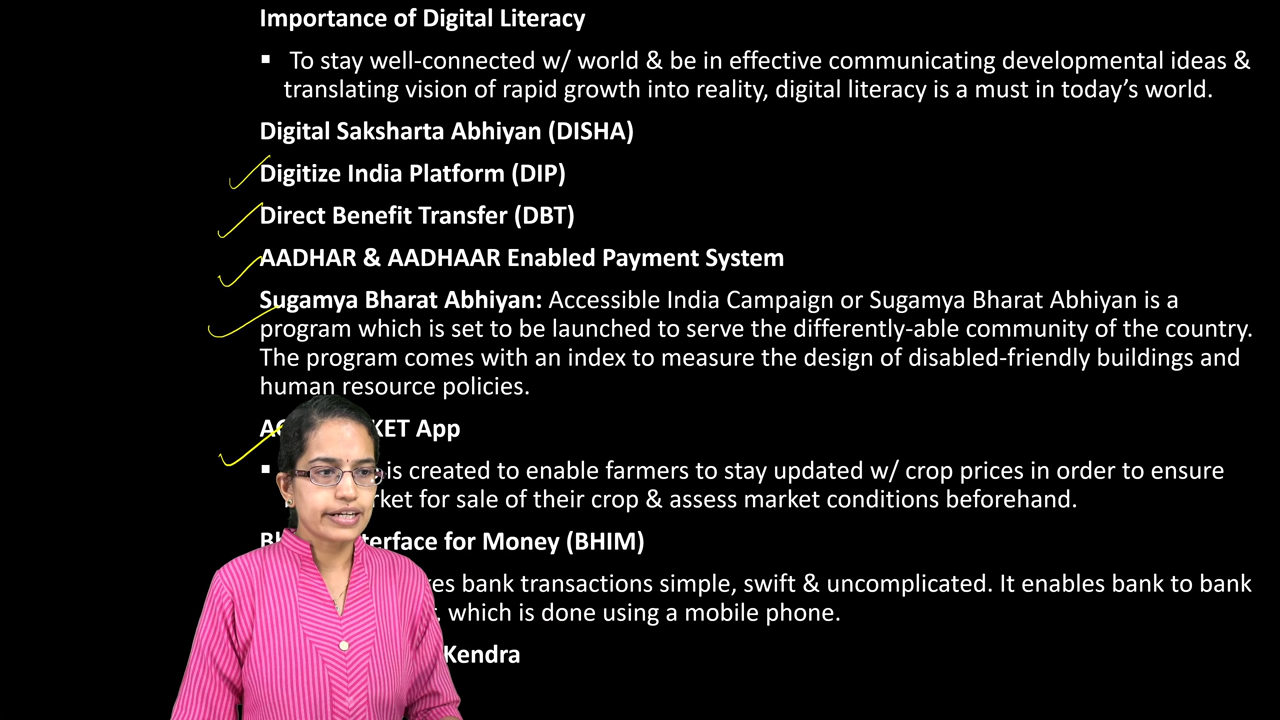 Importance of Digital Literacy
▪ To stay well-connected w/ world & be in effective communicating developmental ideas &
translating vision of rapid growth into reality, digital literacy is a must in today’s world.
Digital Saksharta Abhiyan (DISHA)
Digitize India Platform (DIP)
Direct Benefit Transfer (DBT)
AADHAR & AADHAAR Enabled Payment System
Sugamya Bharat Abhiyan: Accessible India Campaign or Sugamya Bharat Abhiyan is a
program which is set to be launched to serve the differently-able community of the country.
The program comes with an index to measure the design of disabled-friendly buildings and
human resource policies.
App
▪ is created to enable farmers to stay updated w/ crop prices in order to ensure
for sale of their crop & assess market conditions beforehand.
for Money (BHIM)
bank transactions simple, swift & uncomplicated. It enables bank to bank
which is done using a mobile phone.
Kendra